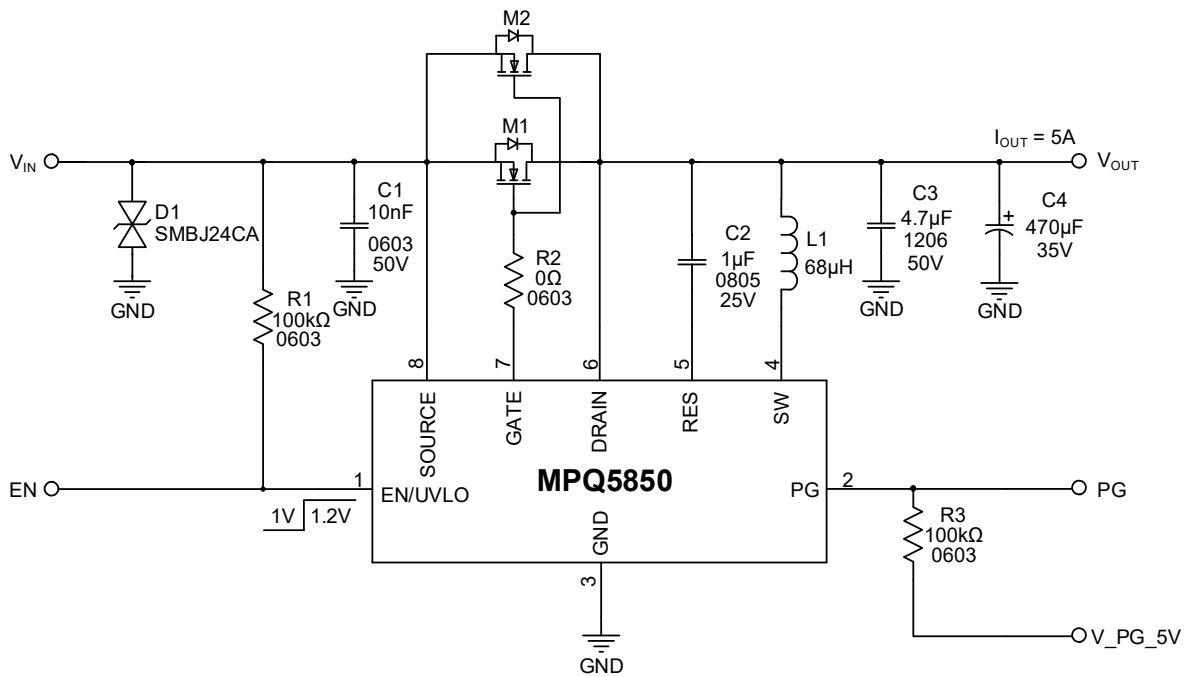 M2
M1
V_IN
I_OUT = 5A
V_OUT
D1
SMBJ24CA
GND
R1
100kΩ
0603
C1
10nF
0603
50V
GND
R2
0Ω
0603
C2
1µF
0805
25V
L1
68µH
C3
4.7µF
1206
50V
GND
C4
470µF
35V
GND
8
7
6
5
4
SOURCE
GATE
DRAIN
RES
SW
MPQ5850
EN
1
EN/UVLO
1V
1.2V
PG
2
PG
GND
3
GND
R3
100kΩ
0603
V_PG_5V